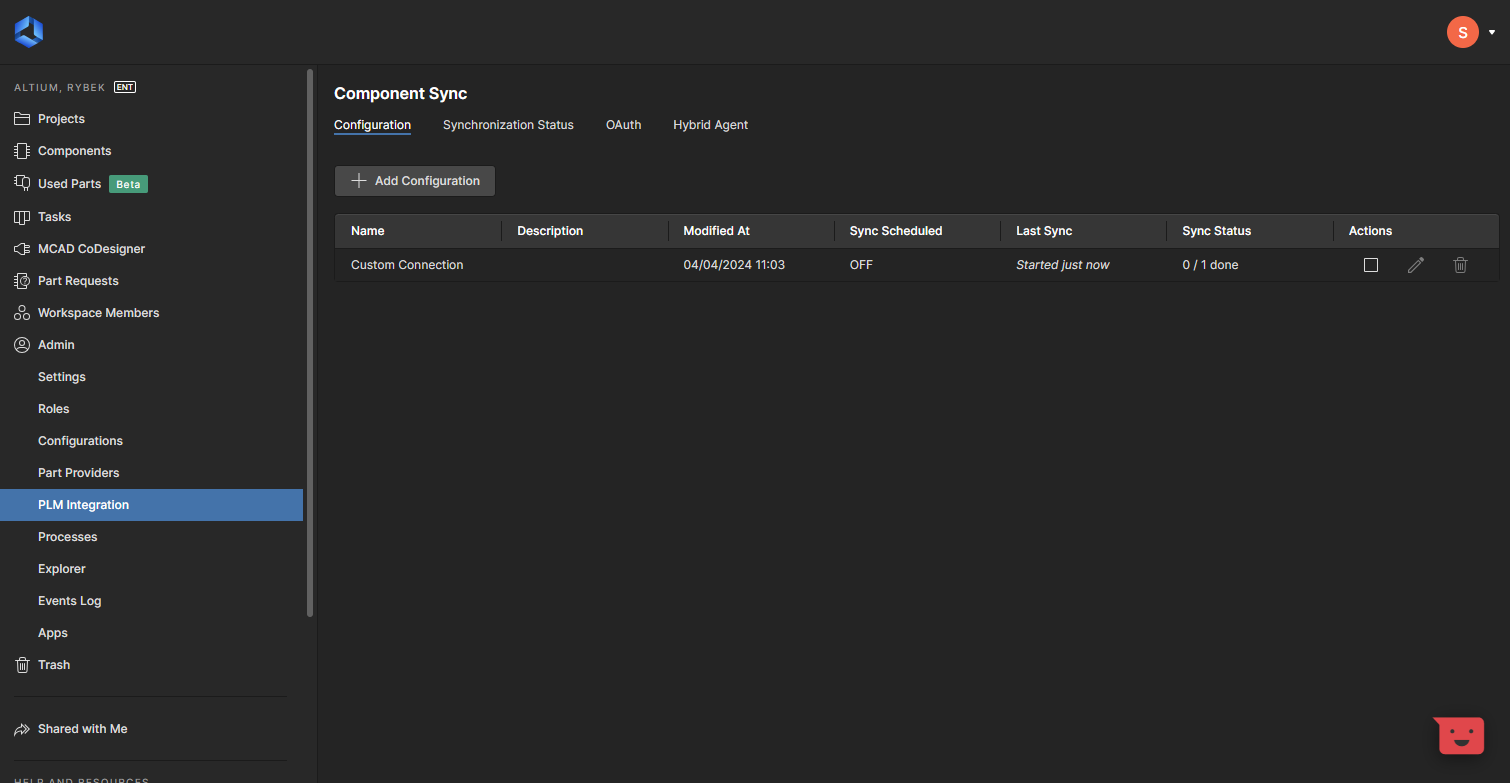 S
ALTIUM, RYBEK ENT
Projects
Components
Used Parts Beta
Tasks
MCAD CoDesigner
Part Requests
Workspace Members
Admin
Settings
Roles
Configurations
Part Providers
PLM Integration
Processes
Explorer
Events Log
Apps
Trash
Shared with Me
HELP AND RESOURCES
Component Sync
Configuration Synchronization Status OAuth Hybrid Agent
Add Configuration
Name Description Modified At Sync Scheduled Last Sync Sync Status Actions
Custom Connection 04/04/2024 11:03 OFF Started just now 0 / 1 done